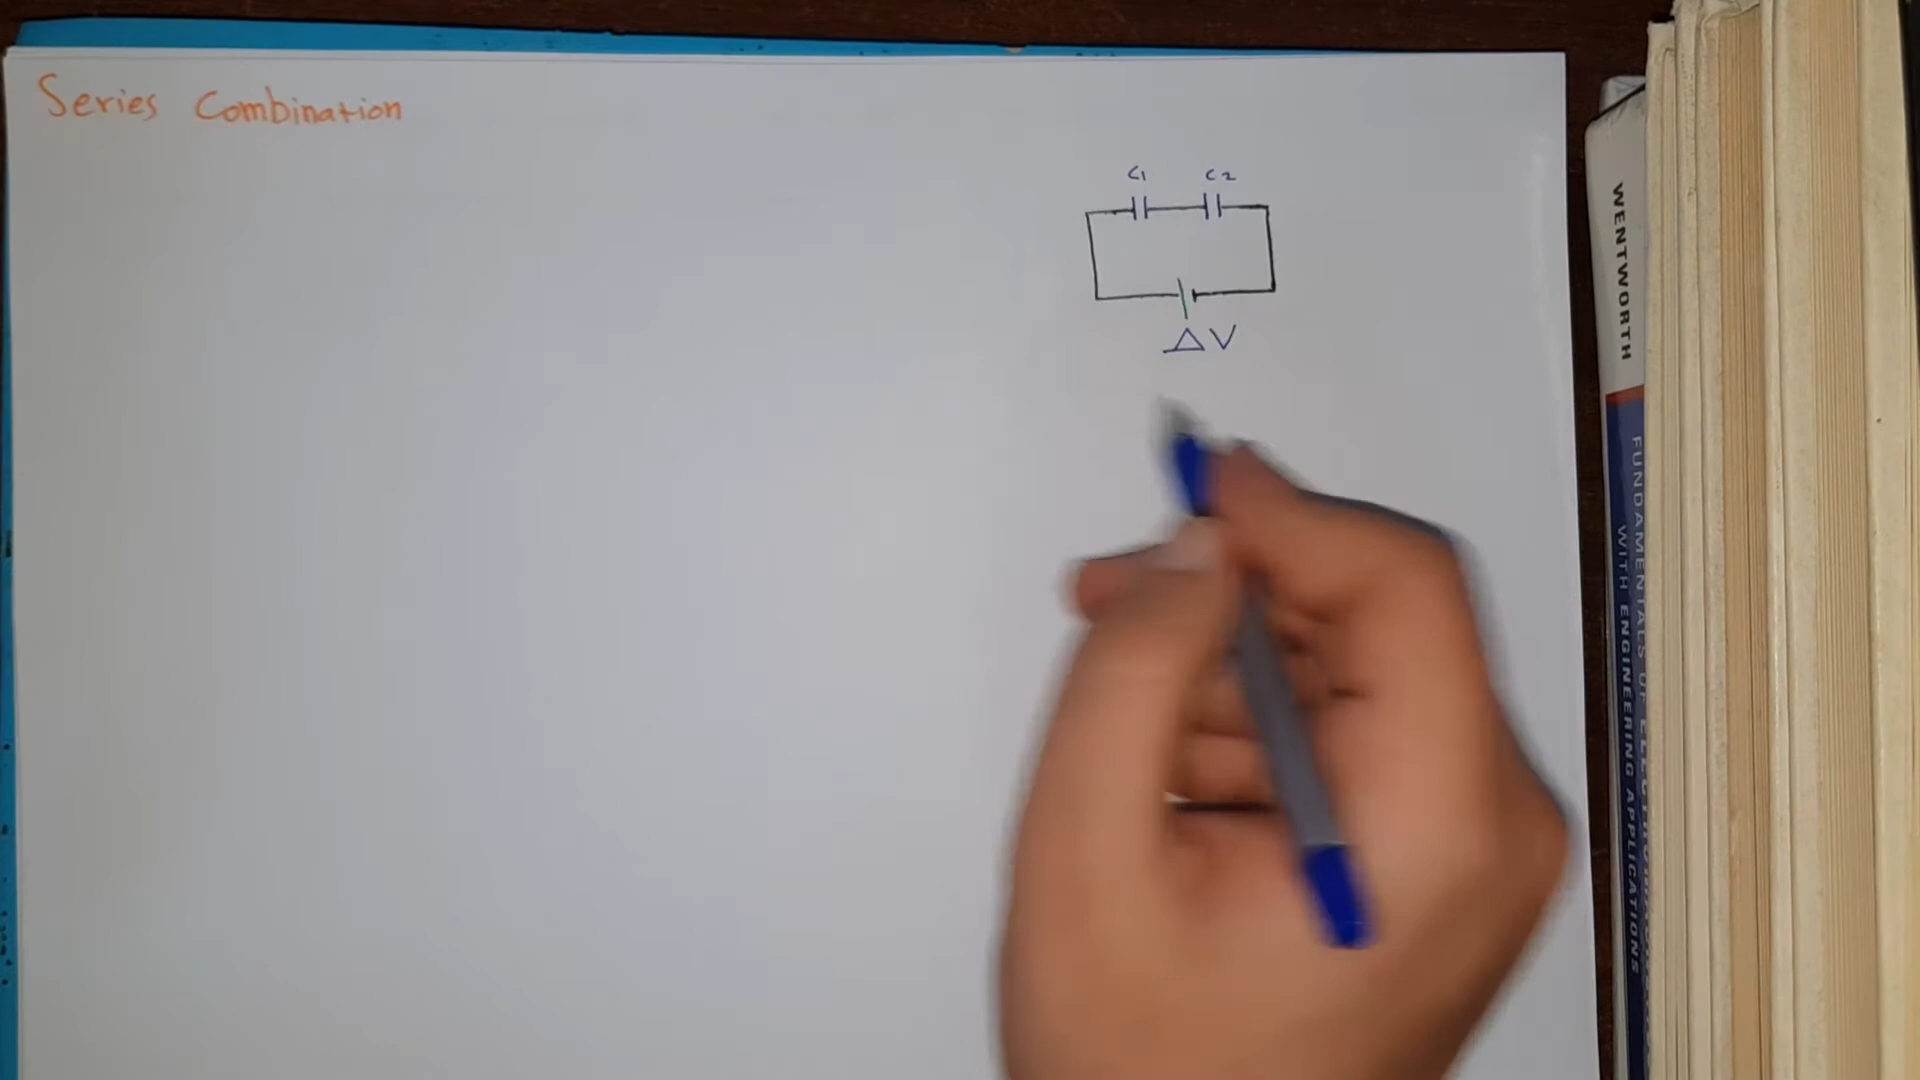 Series Combination
C1 C2
ΔV
WENTWORTH
FUNDAMENTALS OF
WITH ENGINEERING APPLICATIONS